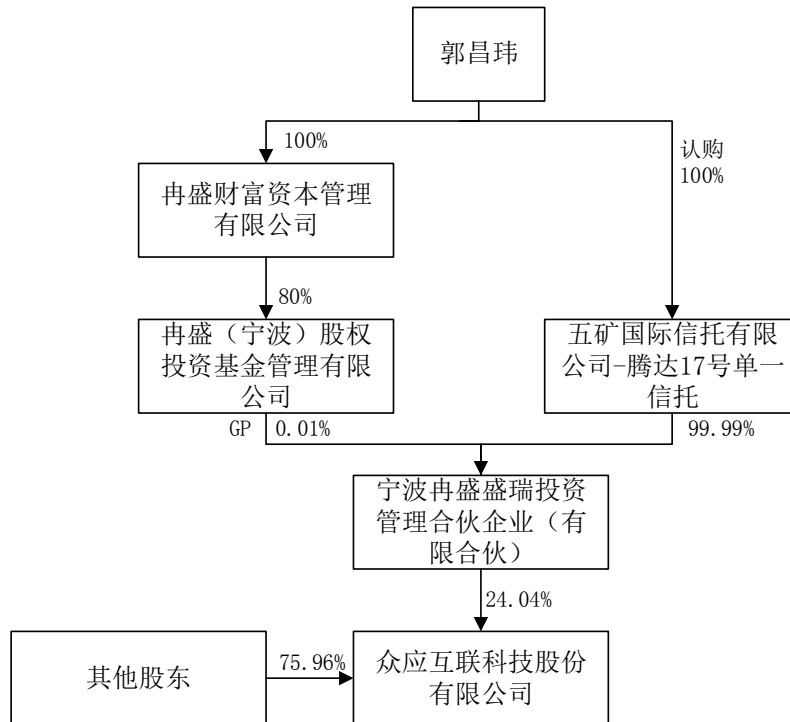 郭昌玮
100%
认购
100%
冉盛财富资本管理
有限公司
80%
冉盛（宁波）股权
投资基金管理有限
公司
五矿国际信托有限
公司-腾达17号单一
信托
GP 0.01%
99.99%
宁波冉盛盛瑞投资
管理合伙企业（有
限合伙）
24.04%
其他股东
75.96%
众应互联科技股份
有限公司